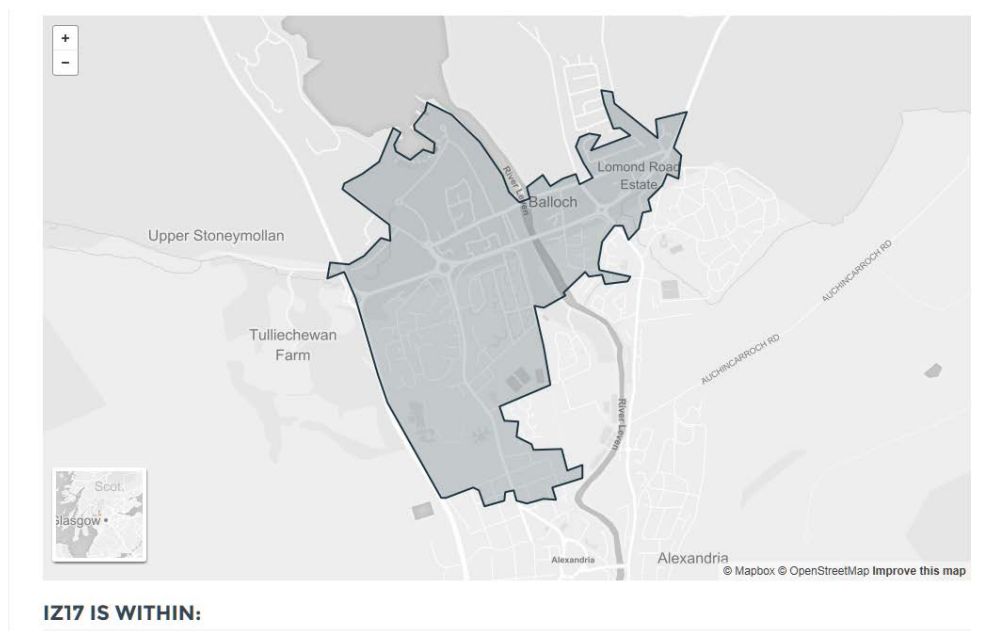 +
−
River Leven
Lomond Road
Estate
Balloch
Upper Stoneymollan
AUCHINCARROCH RD
Tulliechewan
Farm
AUCHINCARROCH RD
River Leven
Scot.
Glasgow
Alexandria
Alexandria
© Mapbox © OpenStreetMap Improve this map
IZ17 IS WITHIN: